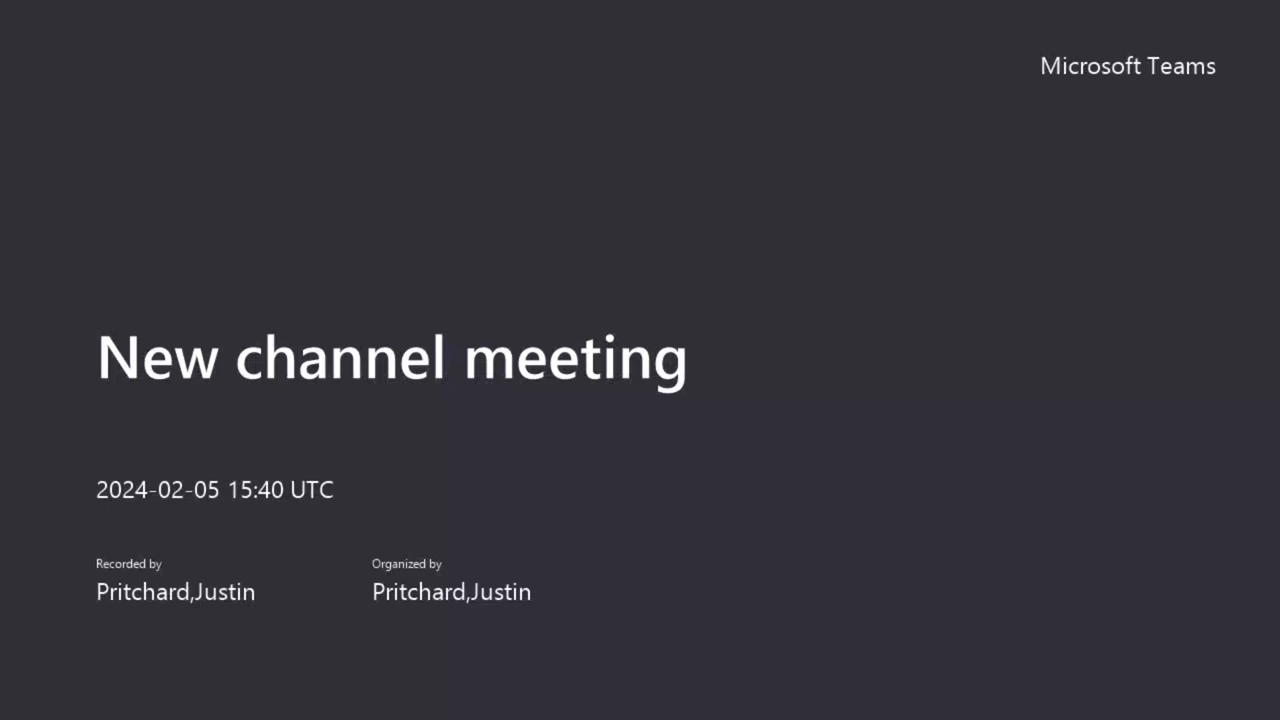 Microsoft Teams
New channel meeting
2024-02-05 15:40 UTC
Recorded by
Pritchard,Justin
Organized by
Pritchard,Justin